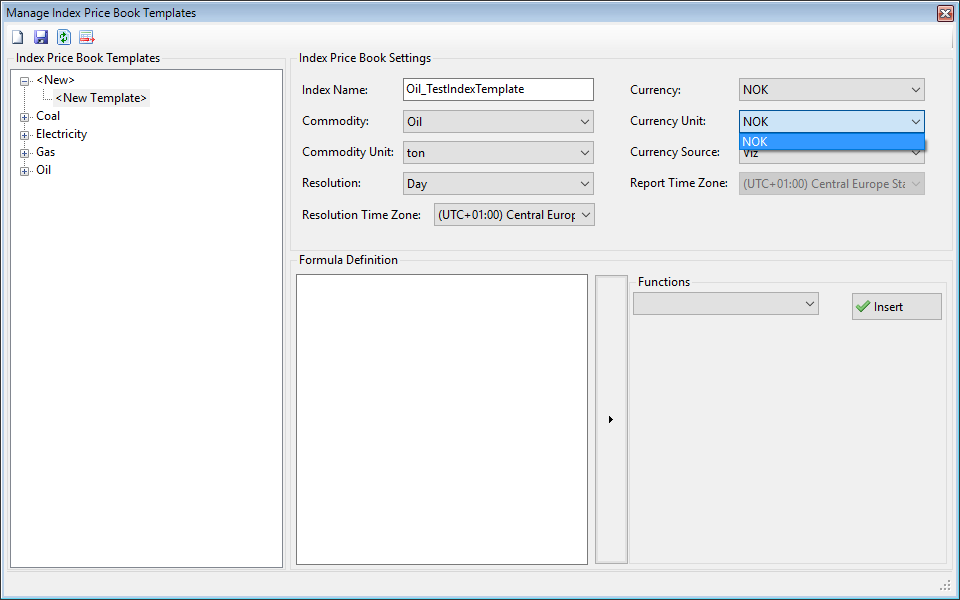 Manage Index Price Book Templates
Index Price Book Templates
<New>
<New Template>
Coal
Electricity
Gas
Oil
Index Price Book Settings
Index Name: Oil_TestIndexTemplate
Currency: NOK
Commodity: Oil
Currency Unit: NOK
NOK
Commodity Unit: ton
Currency Source: Viz
Resolution: Day
Report Time Zone: (UTC+01:00) Central Europe Sta
Resolution Time Zone: (UTC+01:00) Central Europ
Formula Definition
Functions
Insert